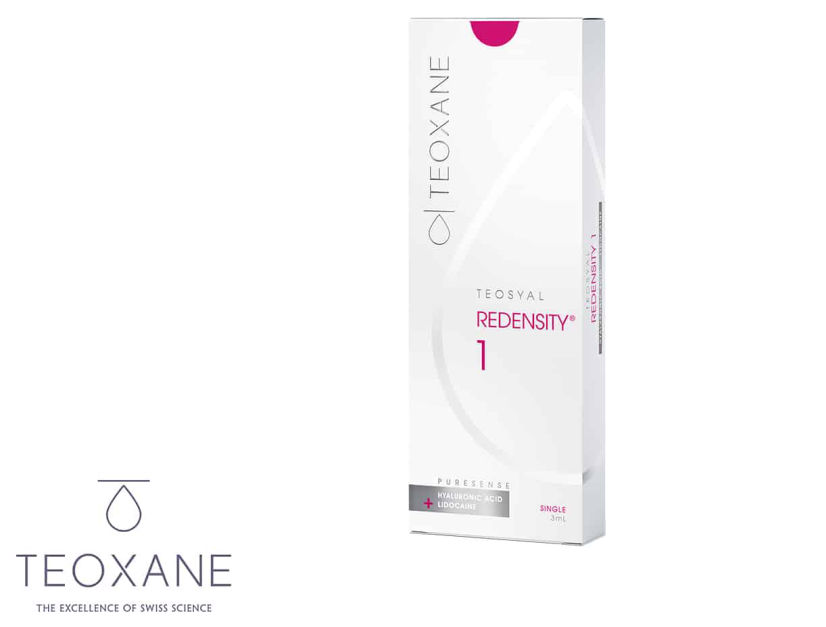 TEOXANE
TEOSYAL
REDENSITY®
1
PURESENSE
+ HYALURONIC ACID
LIDOCAINE
SINGLE
3mL
TEOSYAL
REDENSITY 1
TEOXANE
THE EXCELLENCE OF SWISS SCIENCE